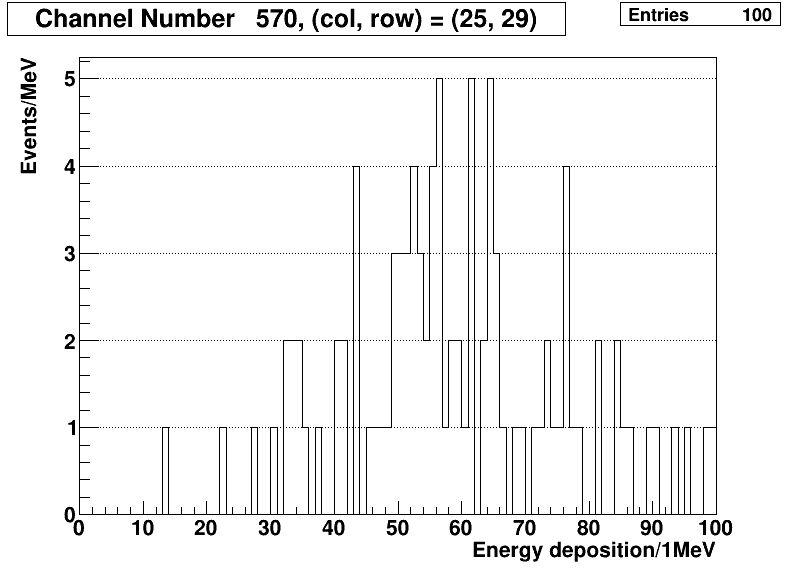 Channel Number 570, (col, row) = (25, 29)
Entries 100
Events/MeV
5
4
3
2
1
0
0 10 20 30 40 50 60 70 80 90 100
Energy deposition/1MeV